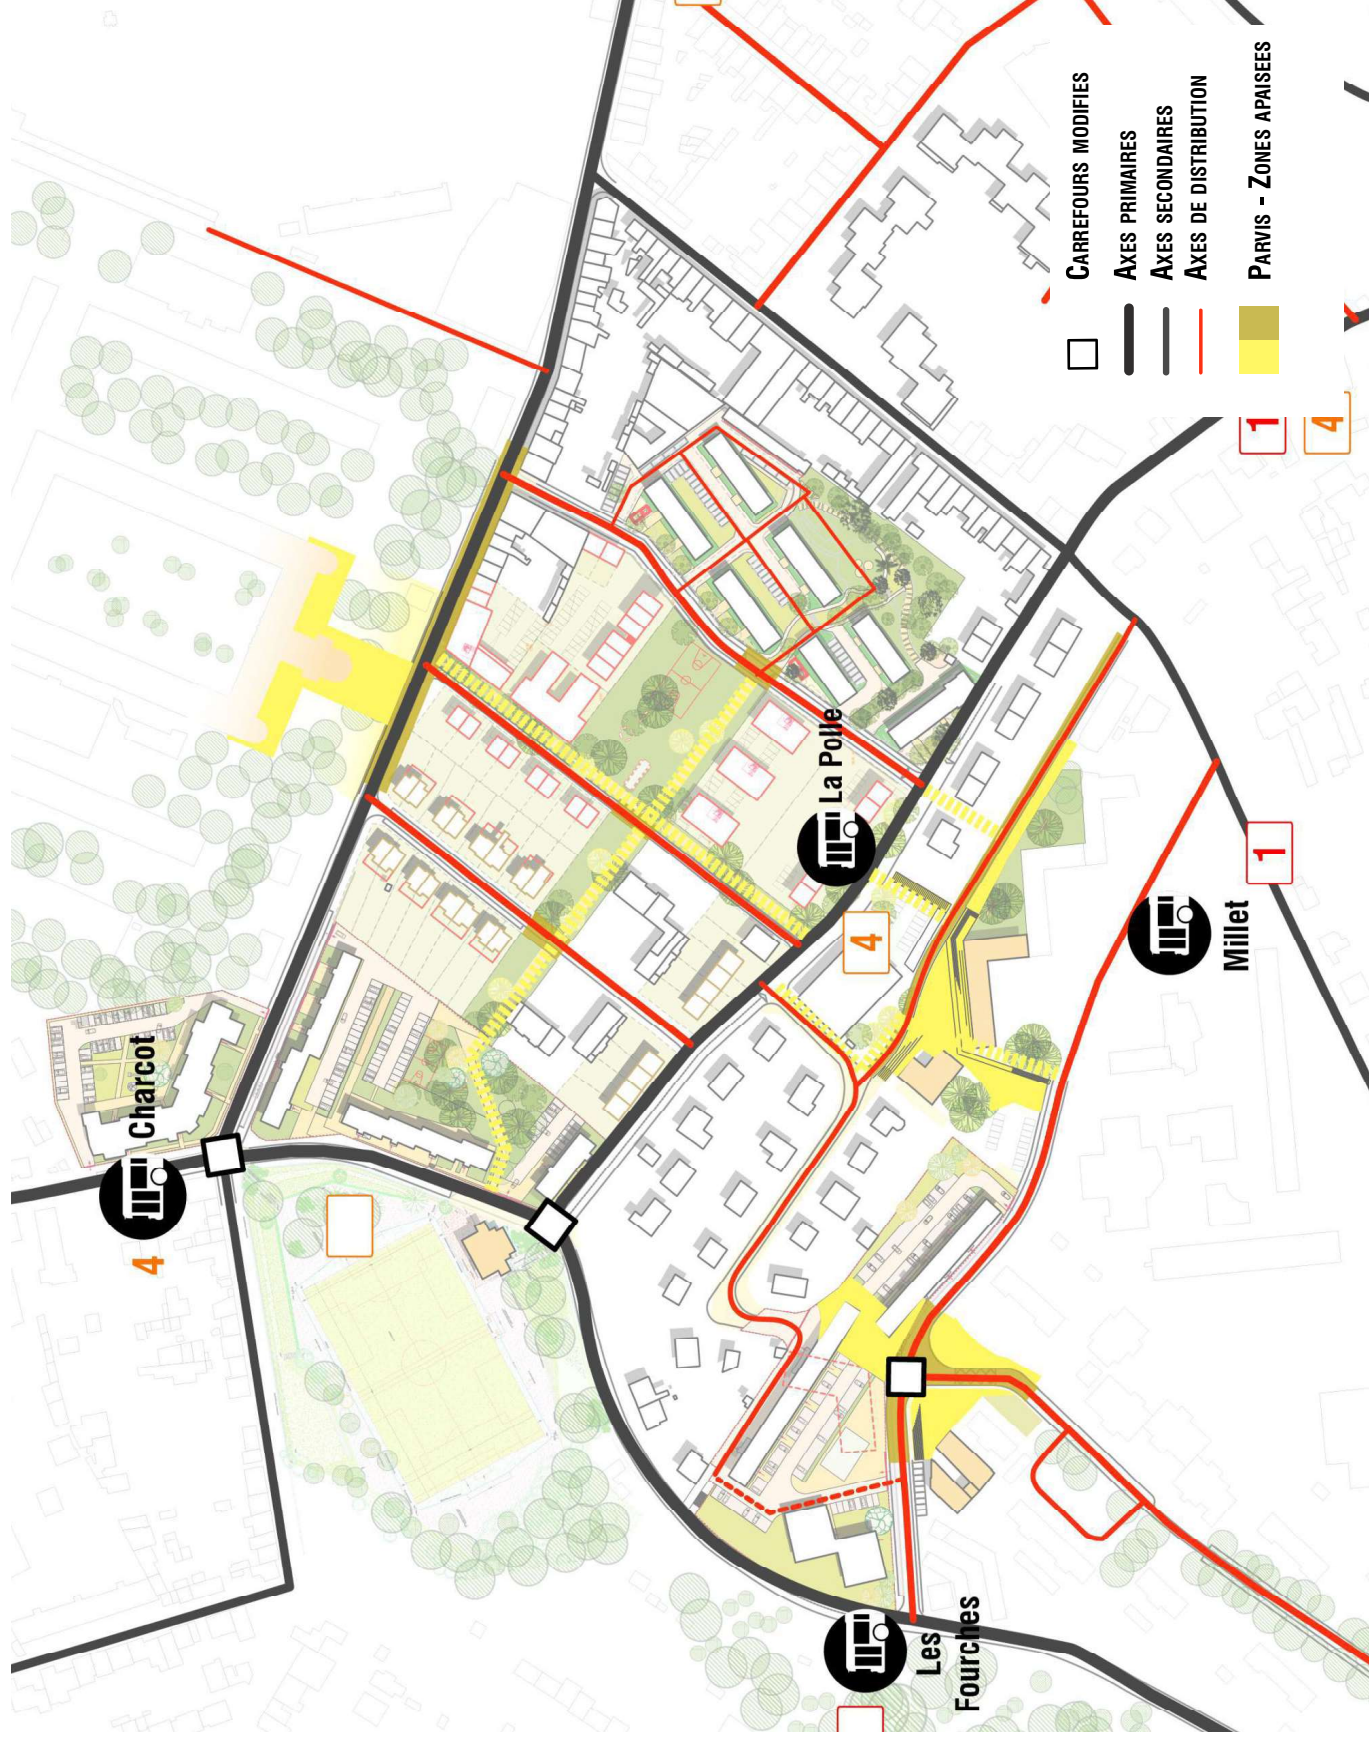 CARREFOURS MODIFIES
AXES PRIMAIRES
AXES SECONDAIRES
AXES DE DISTRIBUTION
PARVIS - ZONES APAISEES
Charcot
4
La Polle
4
Millet
1
1
4
Les
Fourches